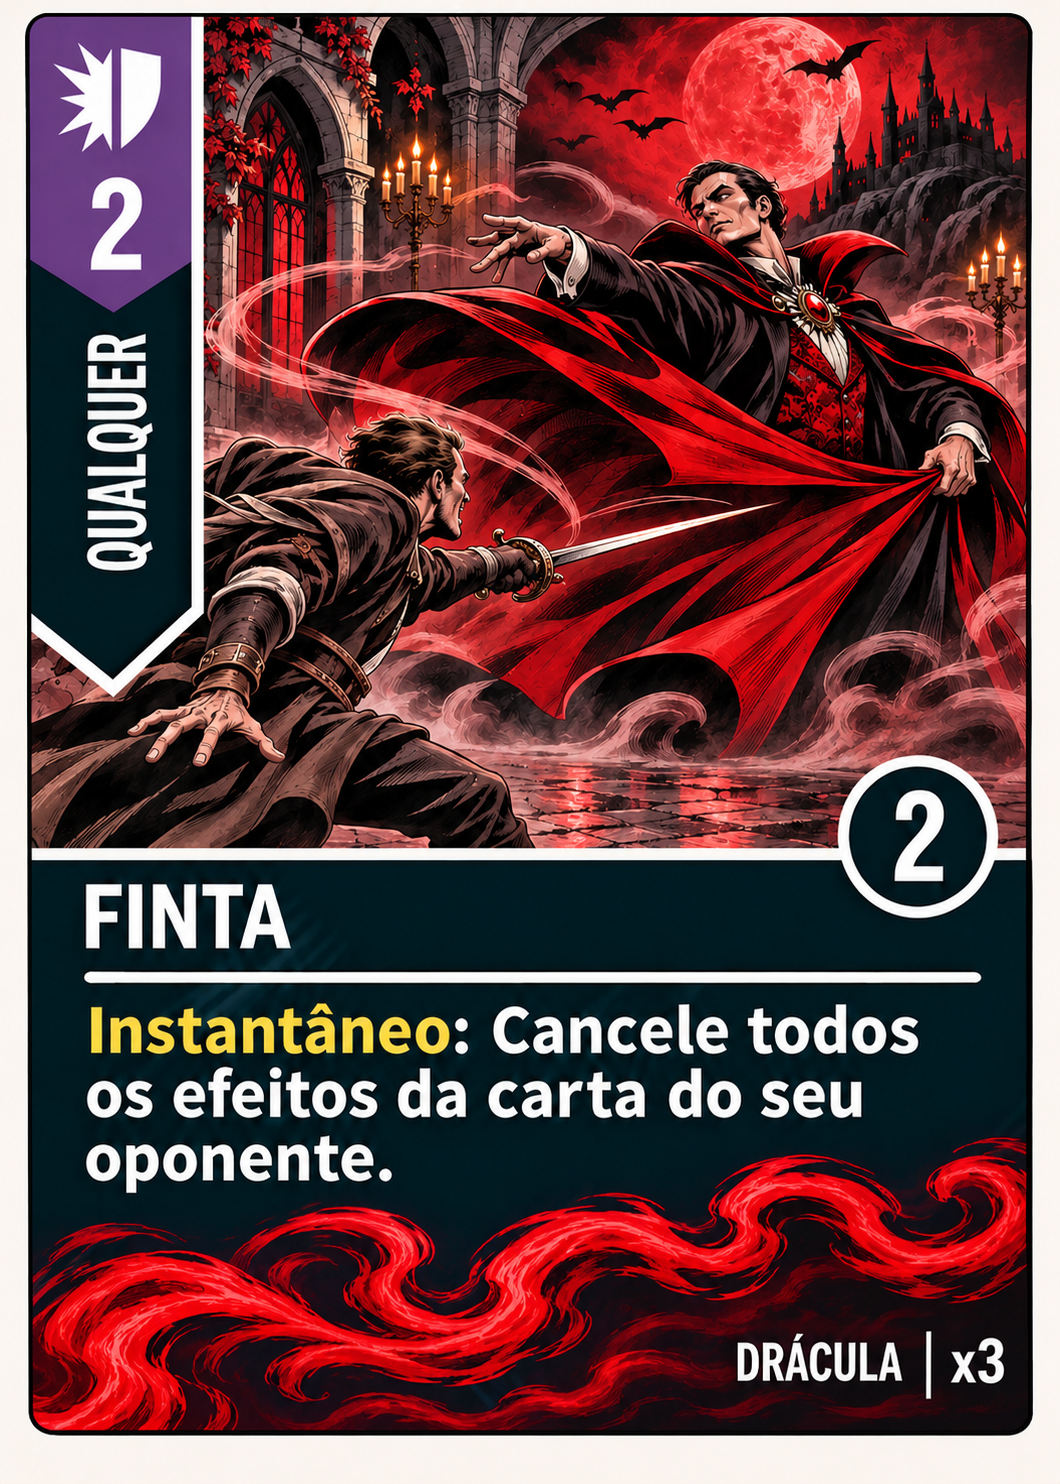 2
QUALQUER
2
FINTA
Instantâneo: Cancele todos
os efeitos da carta do seu
oponente.
DRÁCULA | x3